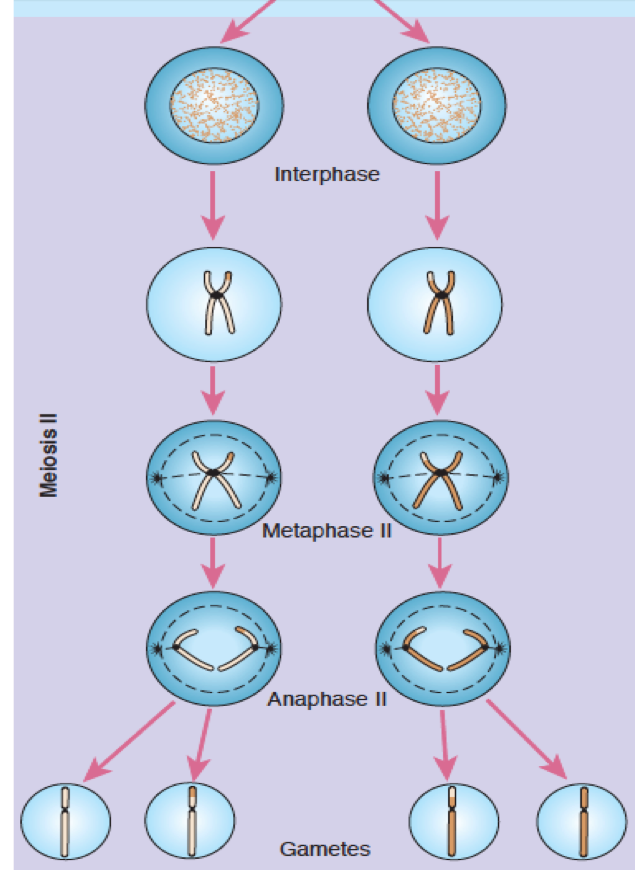 Interphase
Meiosis II
Metaphase II
Anaphase II
Gametes